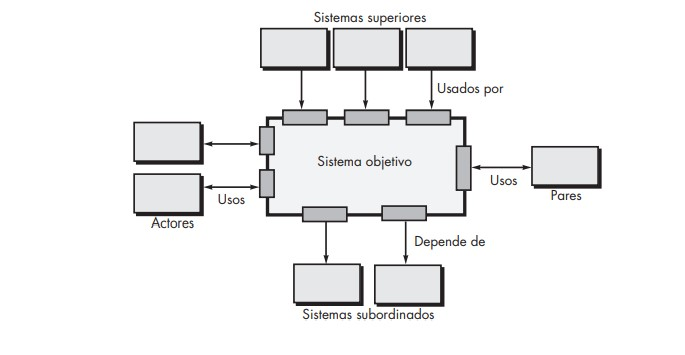 Sistemas superiores
Usados por
Sistema objetivo
Usos
Pares
Usos
Actores
Depende de
Sistemas subordinados